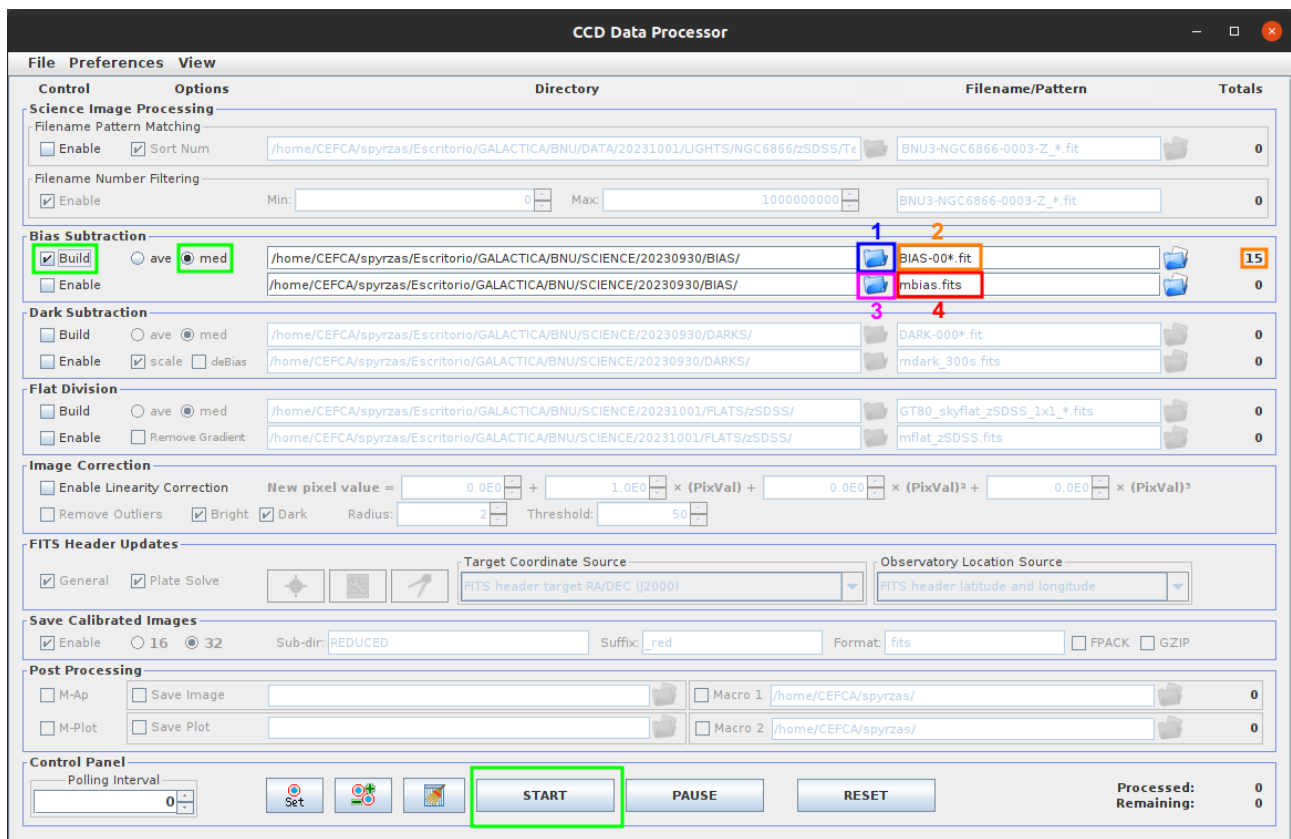 CCD Data Processor
File Preferences View
Control Options Directory Filename/Pattern Totals
Science Image Processing
Filename Pattern Matching
Enable Sort Num /home/CEFCA/spyrzas/Escritorio/GALACTICA/BNU/DATA/20231001/LIGHTS/NGC6866/zSDSS/Te BNU3-NGC6866-0003-Z_*.fit 0
Filename Number Filtering
Enable Min: 0 Max: 1000000000 BNU3-NGC6866-0003-Z_*.fit 0
Bias Subtraction 1 2
Build ave med /home/CEFCA/spyrzas/Escritorio/GALACTICA/BNU/SCIENCE/20230930/BIAS/ BIAS-00*.fit 15
Enable /home/CEFCA/spyrzas/Escritorio/GALACTICA/BNU/SCIENCE/20230930/BIAS/ mbias.fits 0
Dark Subtraction 3 4
Build ave med /home/CEFCA/spyrzas/Escritorio/GALACTICA/BNU/SCIENCE/20230930/DARKS/ DARK-000*.fit 0
Enable scale deBias /home/CEFCA/spyrzas/Escritorio/GALACTICA/BNU/SCIENCE/20230930/DARKS/ mdark_300s.fits 0
Flat Division
Build ave med /home/CEFCA/spyrzas/Escritorio/GALACTICA/BNU/SCIENCE/20231001/FLATS/zSDSS/ GT80_skyflat_zSDSS_1x1_*.fits 0
Enable Remove Gradient /home/CEFCA/spyrzas/Escritorio/GALACTICA/BNU/SCIENCE/20231001/FLATS/zSDSS/ mflat_zSDSS.fits 0
Image Correction
Enable Linearity Correction New pixel value = 0.0E0 + 1.0E0 × (PixVal) + 0.0E0 × (PixVal)² + 0.0E0 × (PixVal)³
Remove Outliers Bright Dark Radius: 2 Threshold: 50
FITS Header Updates
Target Coordinate Source Observatory Location Source
General Plate Solve FITS header target RA/DEC (J2000) FITS header latitude and longitude
Save Calibrated Images
Enable 16 32 Sub-dir: REDUCED Suffix: _red Format: .fits FPACK GZIP
Post Processing
M-Ap Save Image Macro 1 /home/CEFCA/spyrzas/ 0
M-Plot Save Plot Macro 2 /home/CEFCA/spyrzas/ 0
Control Panel
Polling Interval
0 Set START PAUSE RESET
Processed: 0
Remaining: 0